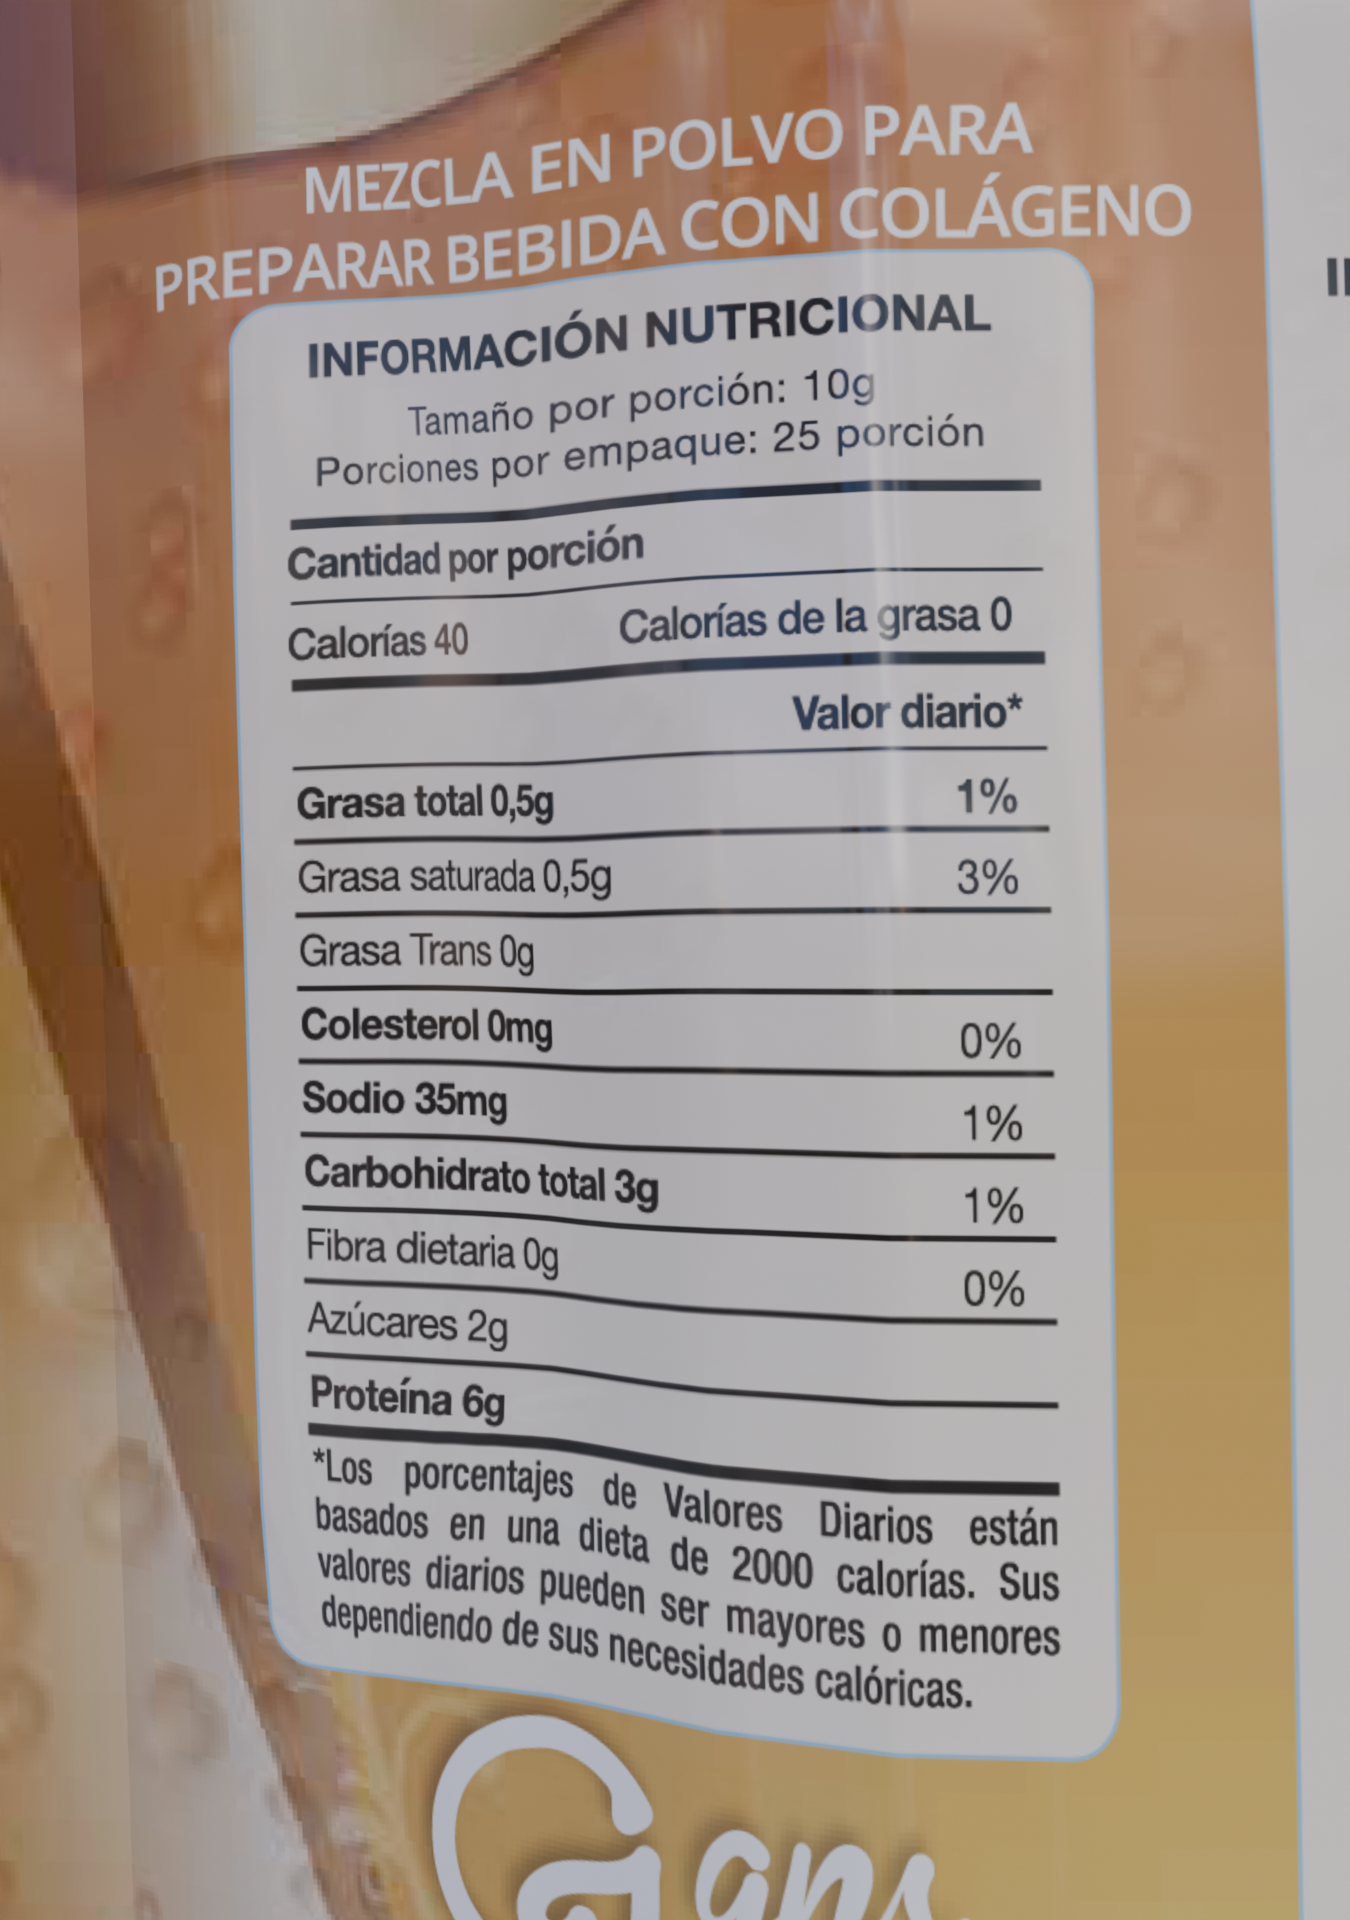 MEZCLA EN POLVO PARA
PREPARAR BEBIDA CON COLÁGENO
INFORMACIÓN NUTRICIONAL
Tamaño por porción: 10g
Porciones por empaque: 25 porción
Cantidad por porción
Calorías 40 Calorías de la grasa 0
Valor diario*
Grasa total 0,5g 1%
Grasa saturada 0,5g 3%
Grasa Trans 0g
Colesterol 0mg 0%
Sodio 35mg 1%
Carbohidrato total 3g 1%
Fibra dietaria 0g 0%
Azúcares 2g
Proteína 6g
*Los porcentajes de Valores Diarios están
basados en una dieta de 2000 calorías. Sus
valores diarios pueden ser mayores o menores
dependiendo de sus necesidades calóricas.